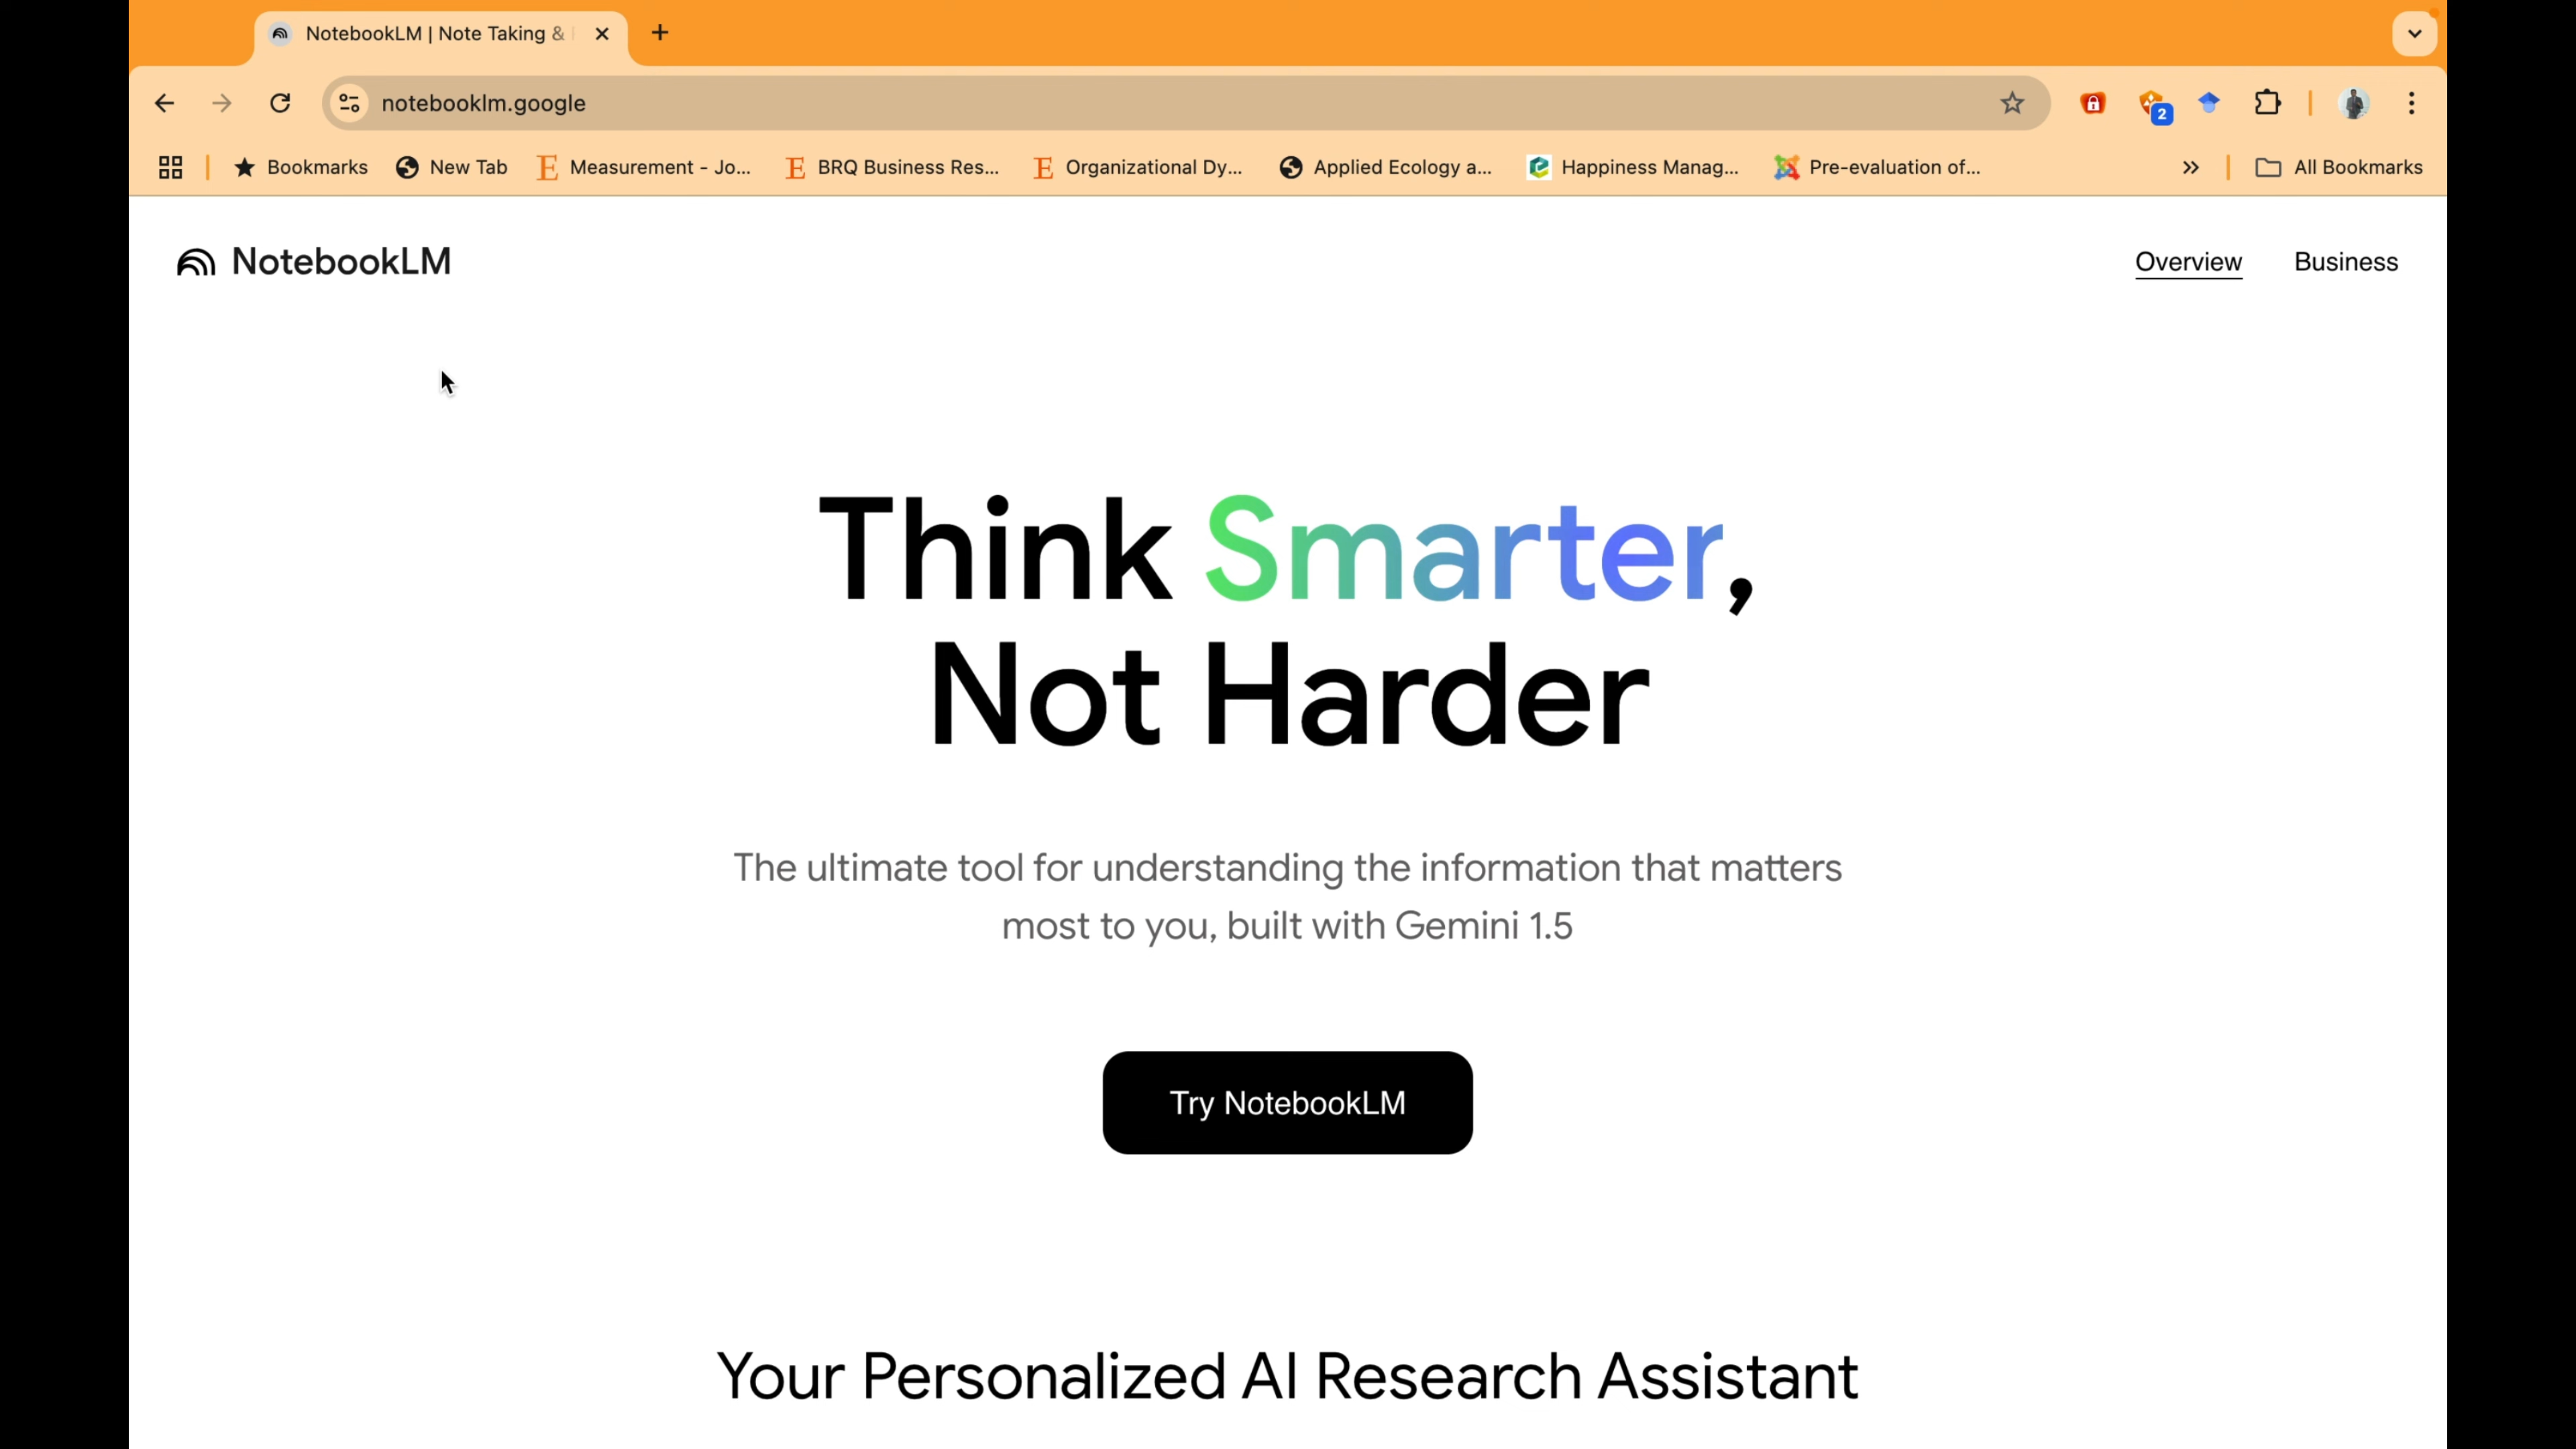 NotebookLM | Note Taking &
notebooklm.google
2
Bookmarks New Tab Measurement - Jo... BRQ Business Res... Organizational Dy... Applied Ecology a... Happiness Manag... Pre-evaluation of... All Bookmarks
NotebookLM Overview Business
Think Smarter,
Not Harder
The ultimate tool for understanding the information that matters
most to you, built with Gemini 1.5
Try NotebookLM
Your Personalized AI Research Assistant